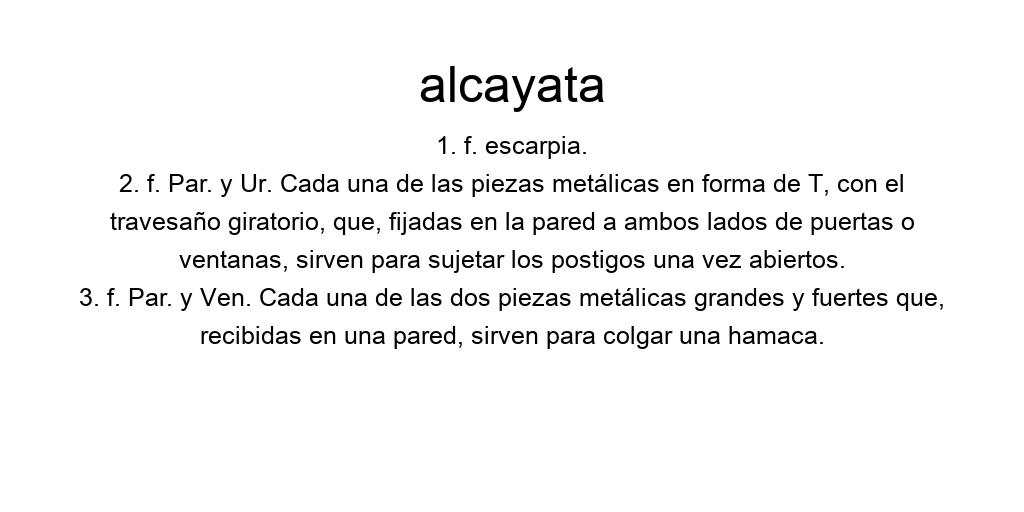 alcayata
1. f. escarpia.
2. f. Par. y Ur. Cada una de las piezas metálicas en forma de T, con el
travesaño giratorio, que, fijadas en la pared a ambos lados de puertas o
ventanas, sirven para sujetar los postigos una vez abiertos.
3. f. Par. y Ven. Cada una de las dos piezas metálicas grandes y fuertes que,
recibidas en una pared, sirven para colgar una hamaca.